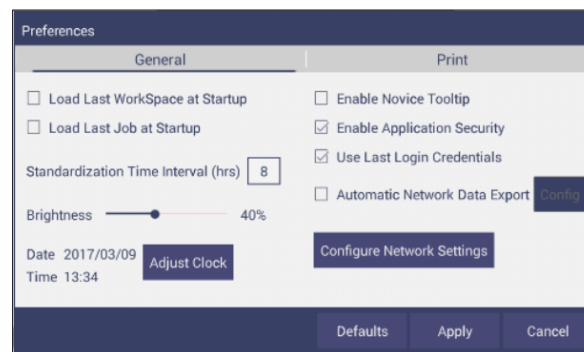 Preferences
General
Print
Load Last WorkSpace at Startup
Load Last Job at Startup
Standardization Time Interval (hrs) 8
Brightness 40%
Date 2017/03/09
Time 13:34
Adjust Clock
Enable Novice Tooltip
Enable Application Security
Use Last Login Credentials
Automatic Network Data Export Config
Configure Network Settings
Defaults Apply Cancel